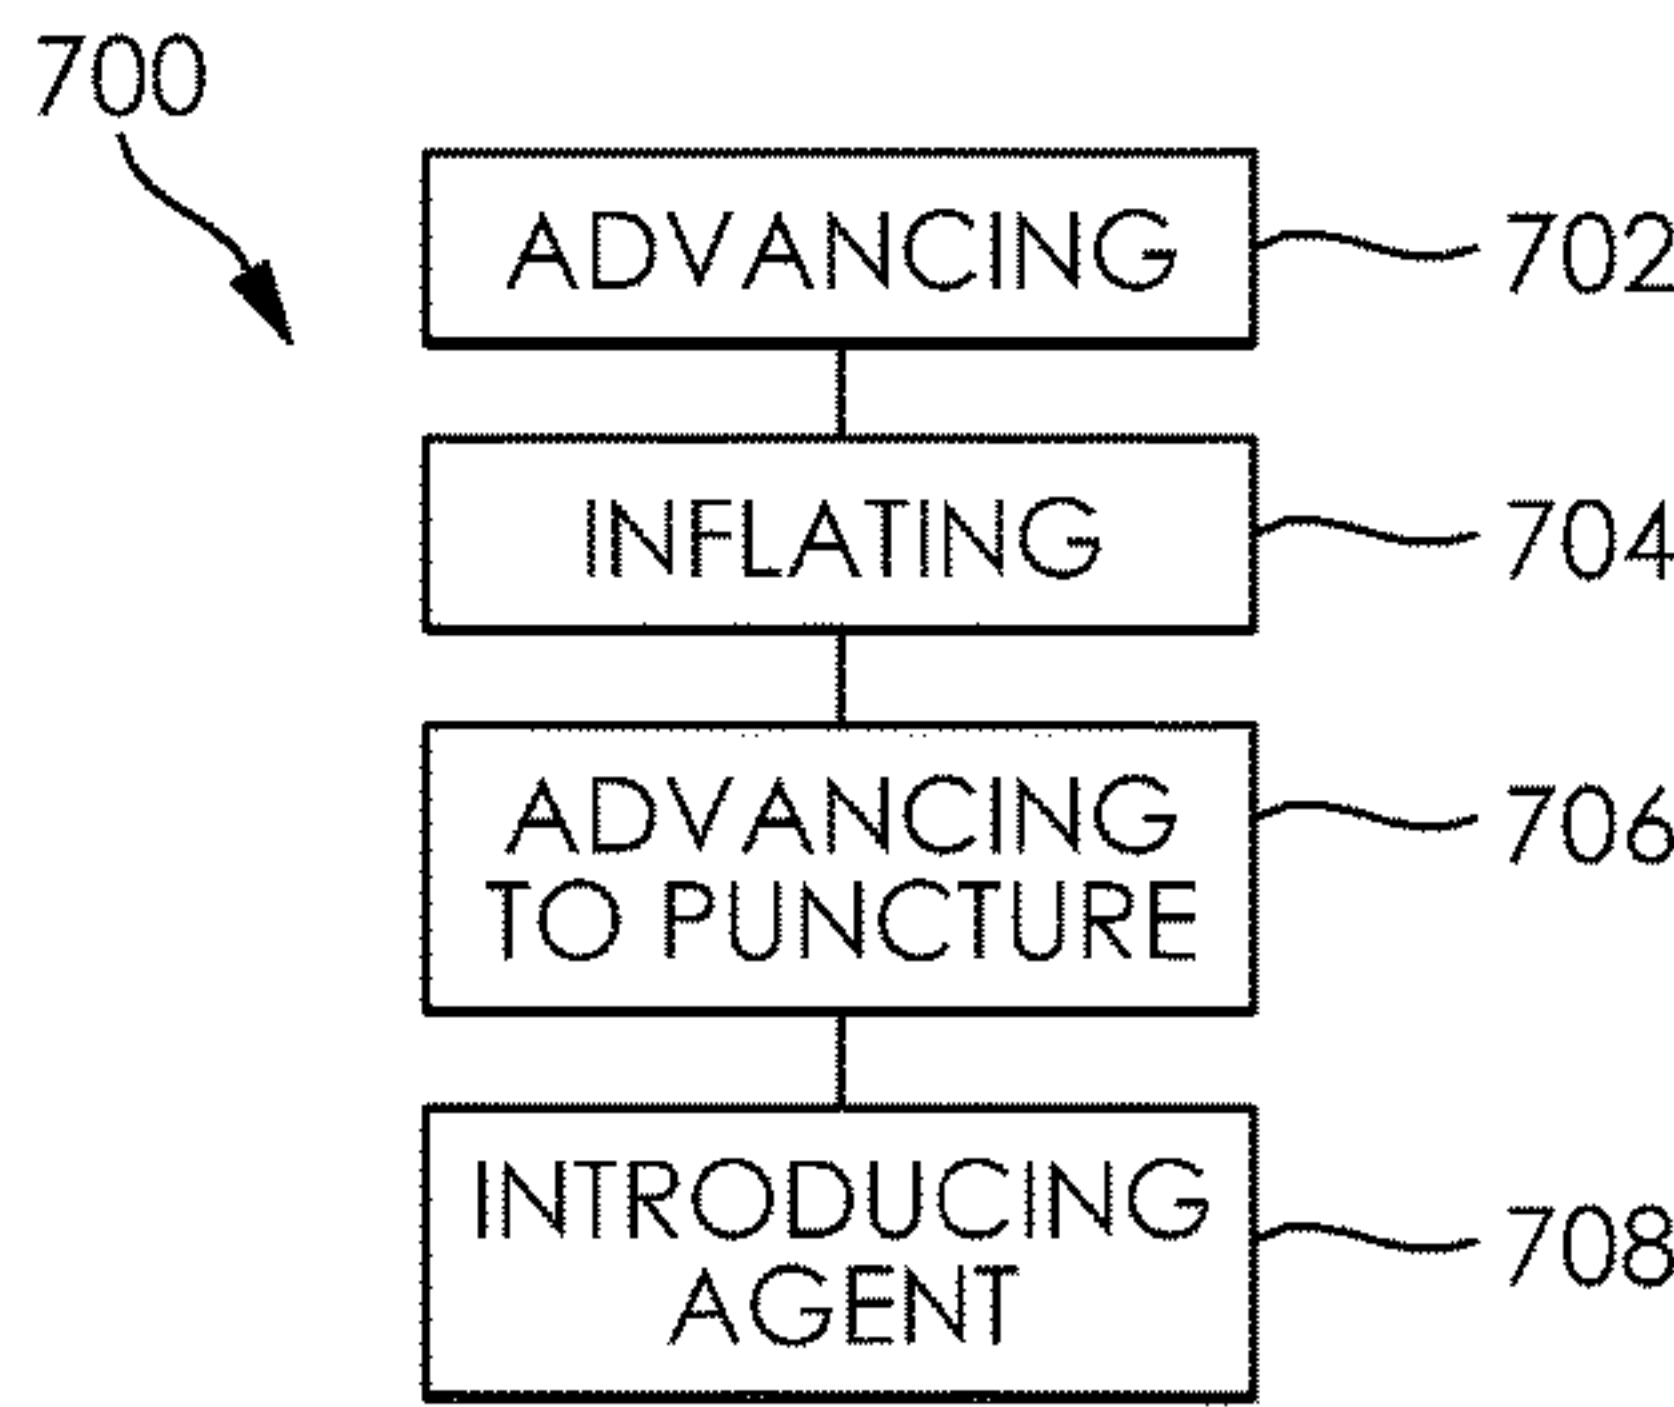 700
ADVANCING
702
INFLATING
704
ADVANCING
TO PUNCTURE
706
INTRODUCING
AGENT
708